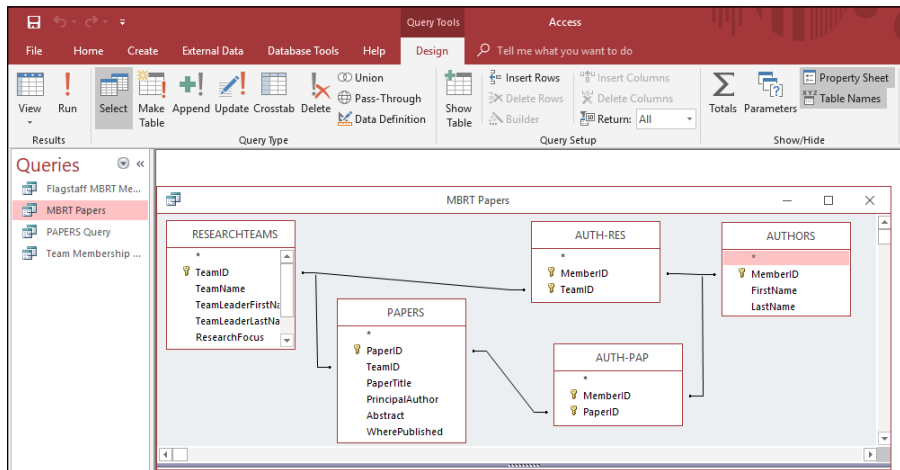 Query Tools Access
File Home Create External Data Database Tools Help Design Tell me what you want to do
View
Run
Select
Make Table
Append
Update
Crosstab
Delete
Union
Pass-Through
Data Definition
Show Table
Insert Rows
Delete Rows
Builder
Insert Columns
Delete Columns
Return: All
Totals
Parameters
Property Sheet
Table Names
Results Query Type Query Setup Show/Hide
Queries
Flagstaff MBRT Me...
MBRT Papers
PAPERS Query
Team Membership ...
MBRT Papers
RESEARCHTEAMS
*
TeamID
TeamName
TeamLeaderFirstNa
TeamLeaderLastNa
ResearchFocus
PAPERS
*
PaperID
TeamID
PaperTitle
PrincipalAuthor
Abstract
WherePublished
AUTH-RES
*
MemberID
TeamID
AUTH-PAP
*
MemberID
PaperID
AUTHORS
*
MemberID
FirstName
LastName